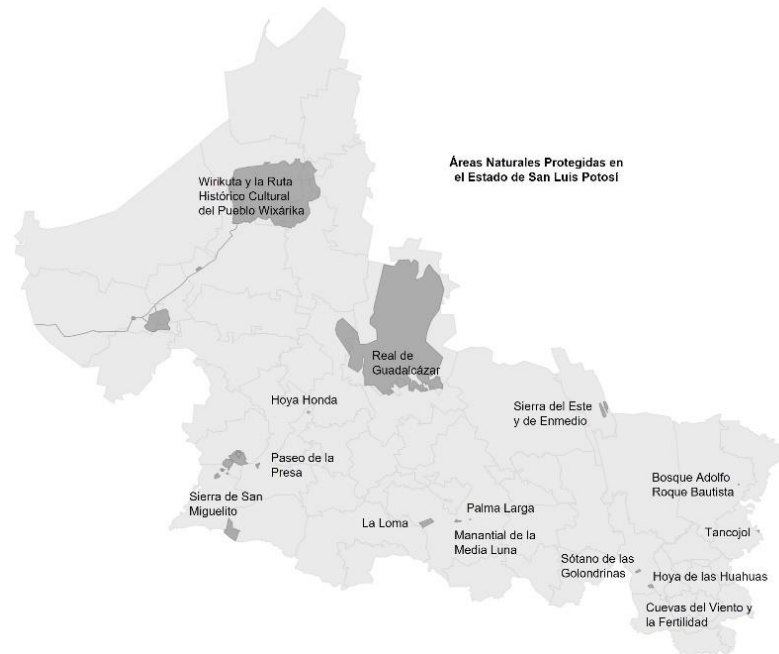 Áreas Naturales Protegidas en
el Estado de San Luis Potosí
Wirikuta y la Ruta
Histórico Cultural
del Pueblo Wixárika
Real de
Guadalcázar
Hoya Honda
Sierra del Este
y de Enmedio
Paseo de la
Presa
Bosque Adolfo
Roque Bautista
Sierra de San
Miguelito
La Loma
Palma Larga
Manantial de la
Media Luna
Tancojol
Sótano de las
Golondrinas
Hoya de las Huahuas
Cuevas del Viento y
la Fertilidad